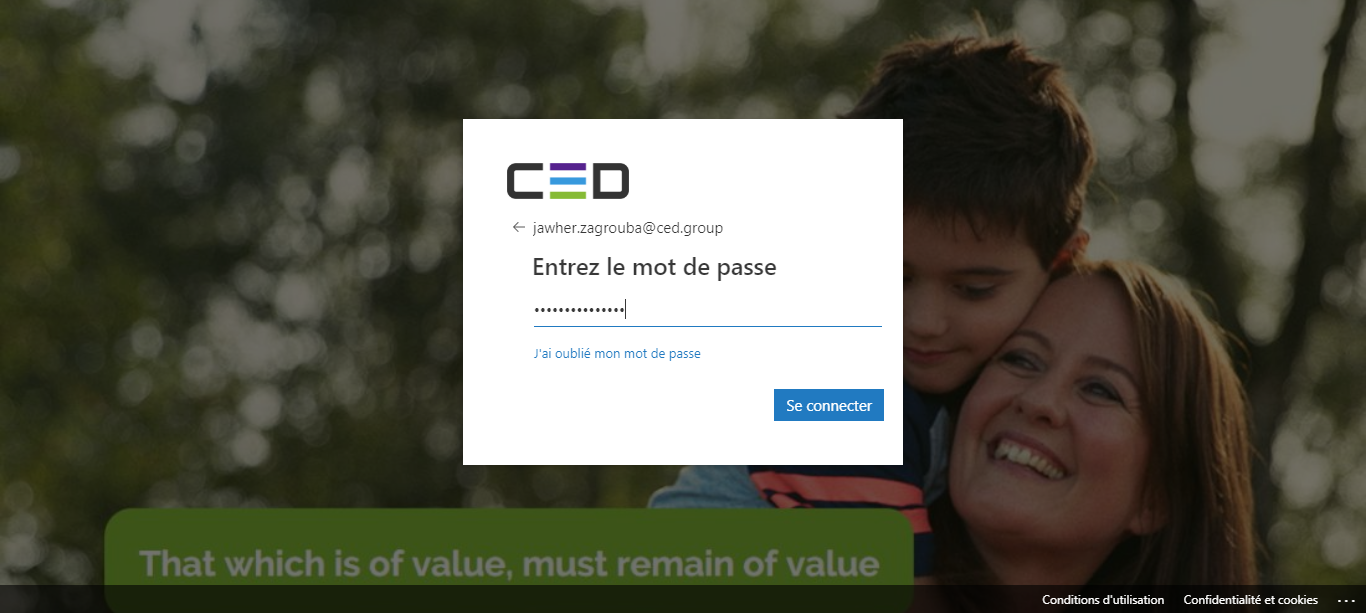 CED
jawher.zagrouba@ced.group
Entrez le mot de passe
•••••••••••••••
J'ai oublié mon mot de passe
Se connecter
That which is of value, must remain of value
Conditions d'utilisation Confidentialité et cookies ...